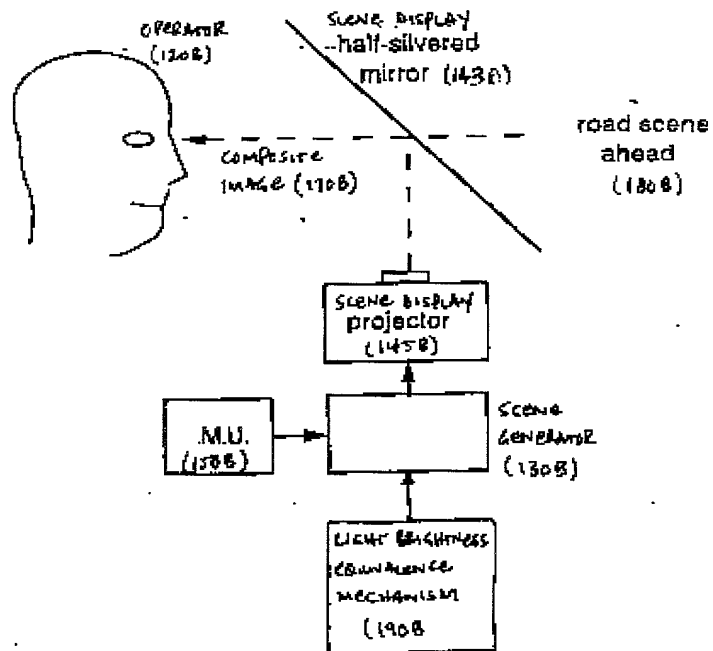 OPERATOR
(120B)
SCENE DISPLAY
half-silvered
mirror (143B)
COMPOSITE
IMAGE (170B)
road scene
ahead
(180B)
SCENE DISPLAY
projector
(145B)
.M.U.
(150B)
SCENE
GENERATOR
(130B)
LIGHT BRIGHTNESS
EQUIVALENCE
MECHANISM
(190B